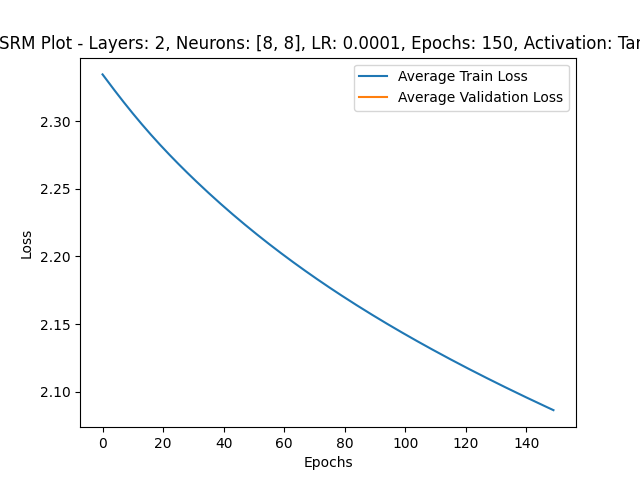 SRM Plot - Layers: 2, Neurons: [8, 8], LR: 0.0001, Epochs: 150, Activation: Tan
Average Train Loss
Average Validation Loss
2.30
2.25
2.20
2.15
2.10
Loss
0 20 40 60 80 100 120 140
Epochs